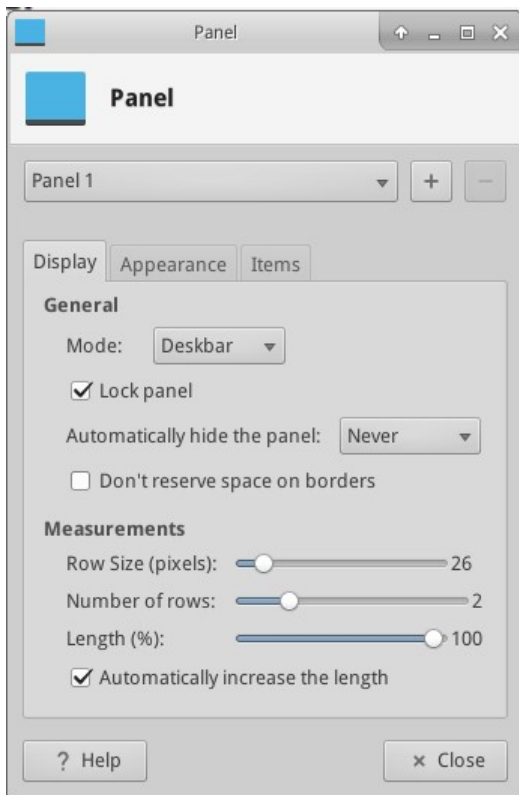 Panel
Panel
Panel 1
Display Appearance Items
General
Mode: Deskbar
Lock panel
Automatically hide the panel: Never
Don't reserve space on borders
Measurements
Row Size (pixels): 26
Number of rows: 2
Length (%): 100
Automatically increase the length
? Help × Close